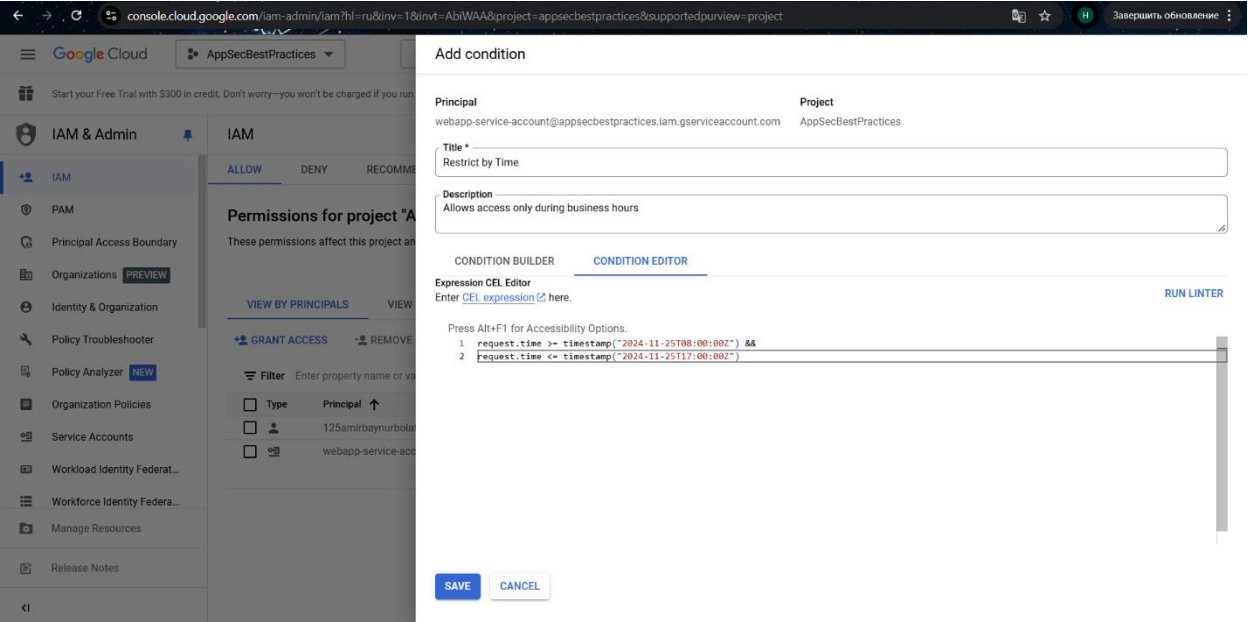 console.cloud.google.com/iam-admin/iam?hl=ru&inv=1&invt=AbiWAA&project=appsecbestpractices&supportedpurview=project
H
Завершить обновление
Google Cloud
AppSecBestPractices
Start your Free Trial with $300 in credit. Don't worry—you won't be charged if you run
IAM & Admin
IAM
PAM
Principal Access Boundary
Organizations PREVIEW
Identity & Organization
Policy Troubleshooter
Policy Analyzer NEW
Organization Policies
Service Accounts
Workload Identity Federat...
Workforce Identity Federa...
Manage Resources
Release Notes
IAM
ALLOW DENY RECOMME
Permissions for project "A
These permissions affect this project an
VIEW BY PRINCIPALS VIEW
GRANT ACCESS REMOVE
Filter Enter property name or va
Type Principal
125amirbaynurbola
webapp-service-acc
Add condition
Principal Project
webapp-service-account@appsecbestpractices.iam.gserviceaccount.com AppSecBestPractices
Title *
Restrict by Time
Description
Allows access only during business hours
CONDITION BUILDER CONDITION EDITOR
Expression CEL Editor
Enter CEL expression here.
RUN LINTER
Press Alt+F1 for Accessibility Options.
1 request.time >= timestamp("2024-11-25T08:00:00Z") &&
2 request.time <= timestamp("2024-11-25T17:00:00Z")
SAVE CANCEL